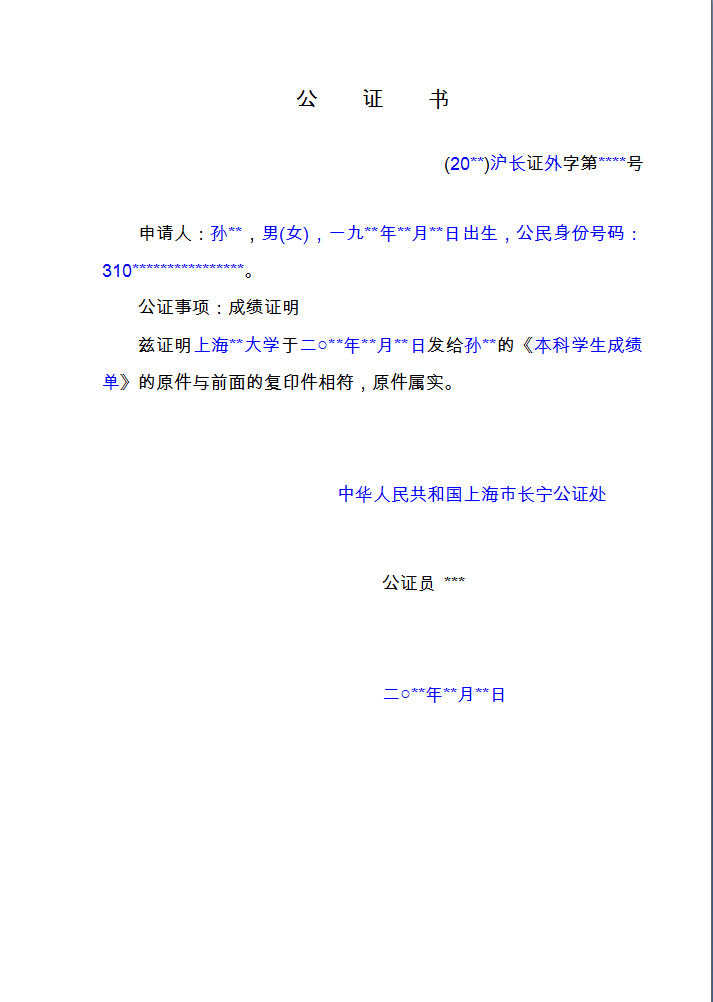 公 证 书
(20**)沪长证外字第****号
申请人：孙**，男(女)，一九**年**月**日出生，公民身份号码：
310****************。
公证事项：成绩证明
兹证明上海**大学于二○**年**月**日发给孙**的《本科学生成绩
单》的原件与前面的复印件相符，原件属实。
中华人民共和国上海市长宁公证处
公证员 ***
二○**年**月**日